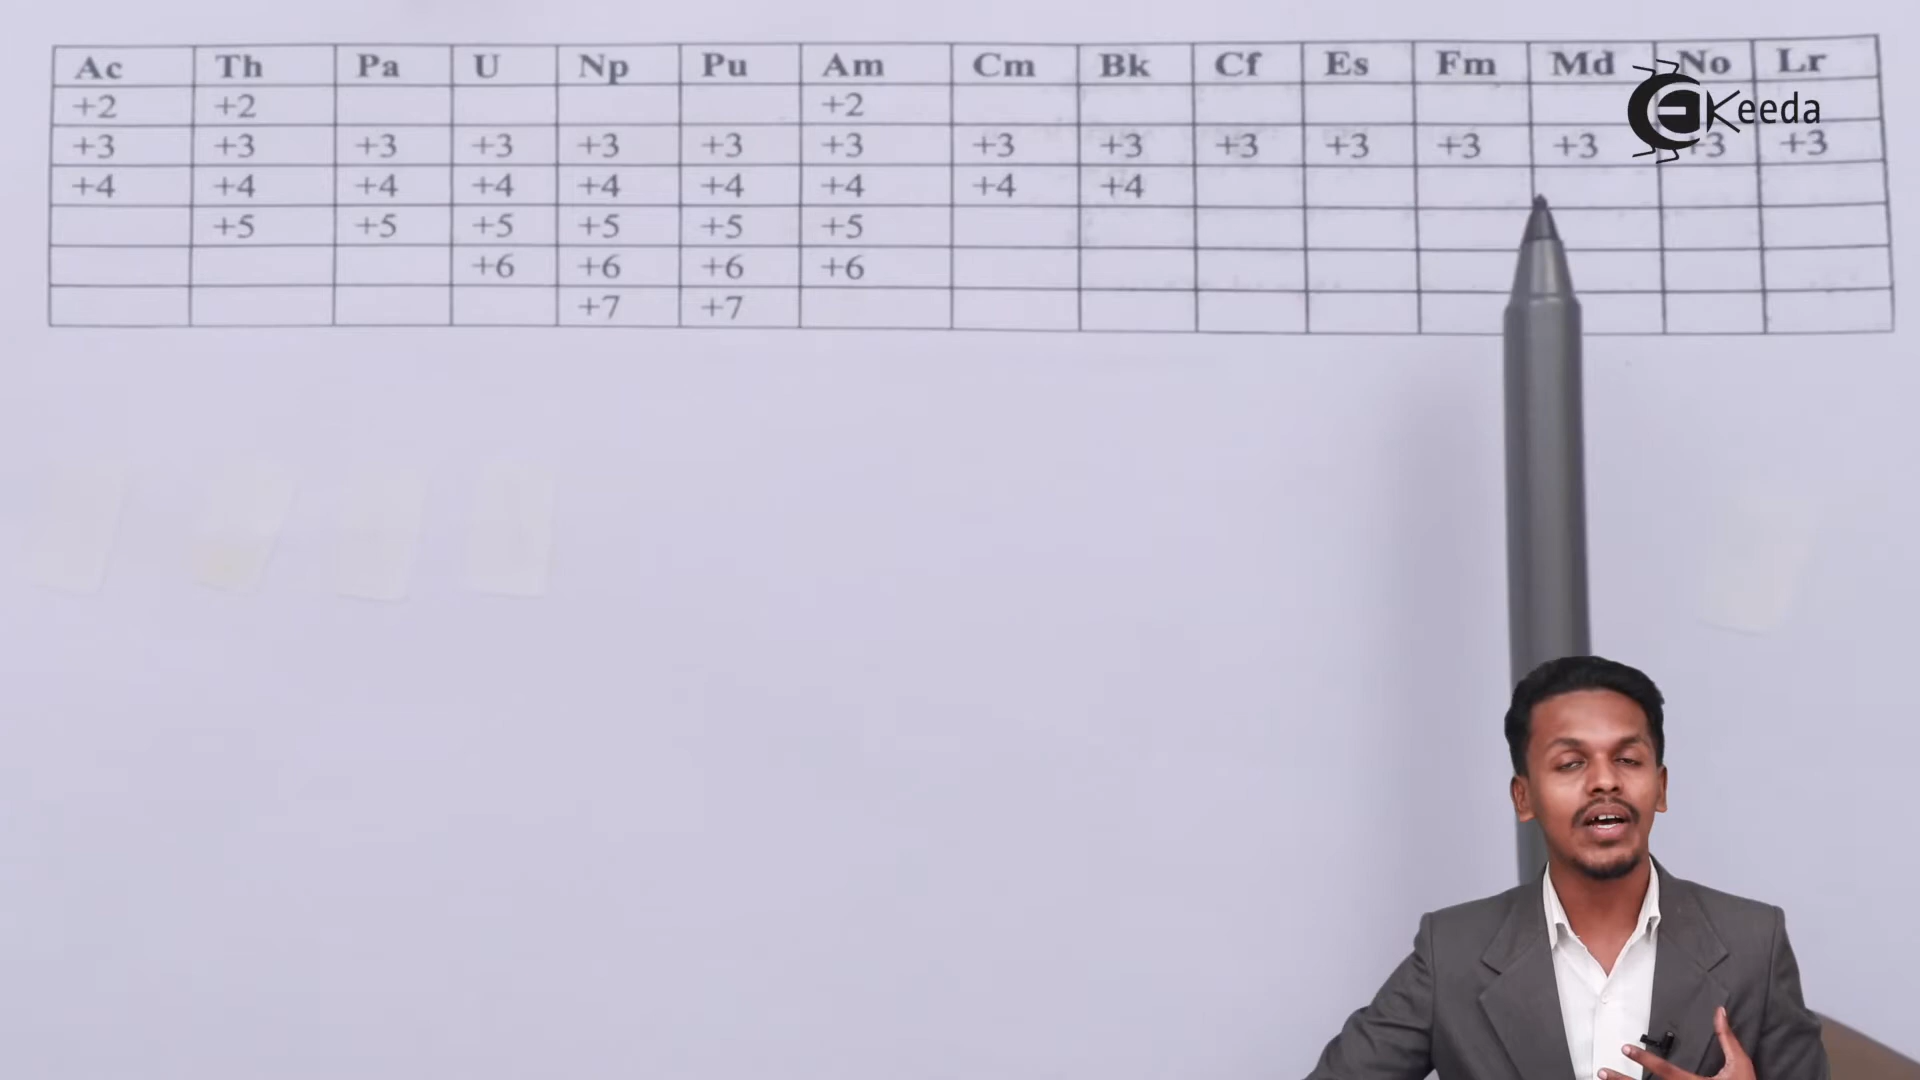 Ac Th Pa U Np Pu Am Cm Bk Cf Es Fm Md No Lr
+2 +2 +2
EKeeda
+3 +3 +3 +3 +3 +3 +3 +3 +3 +3 +3 +3 +3 +3 +3
+4 +4 +4 +4 +4 +4 +4 +4 +4
+5 +5 +5 +5 +5 +5
+6 +6 +6 +6
+7 +7